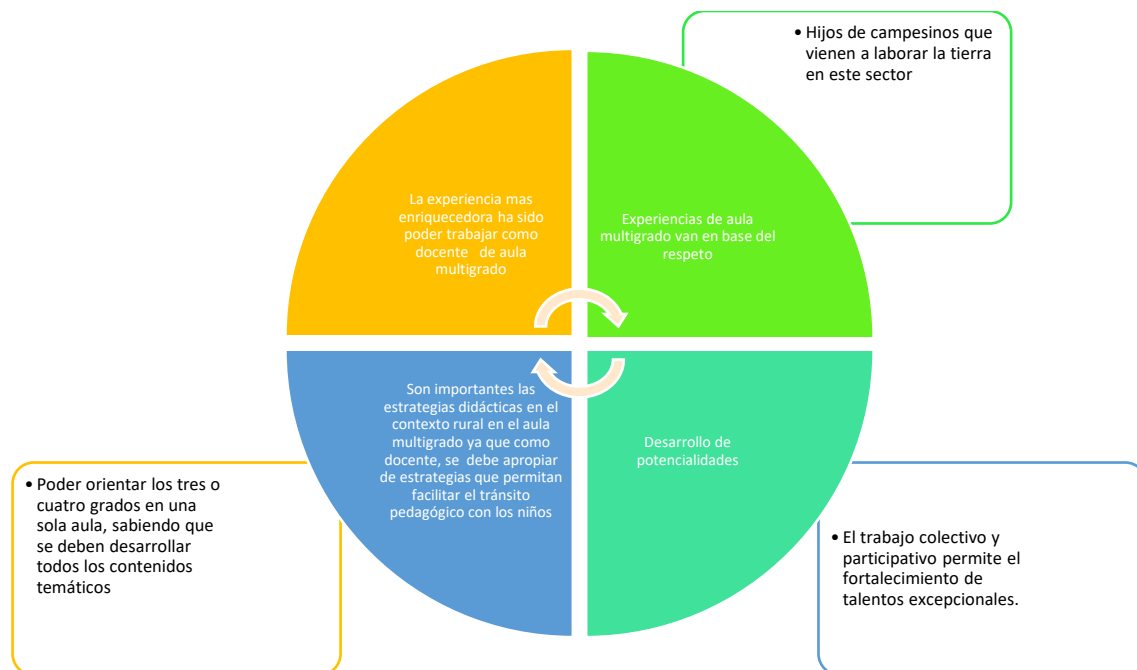 • Hijos de campesinos que
vienen a laborar la tierra
en este sector
La experiencia mas
enriquecedora ha sido
poder trabajar como
docente de aula
multigrado
Experiencias de aula
multigrado van en base del
respeto
Son importantes las
estrategias didácticas en el
contexto rural en el aula
multigrado ya que como
docente, se debe apropiar
de estrategias que permitan
facilitar el tránsito
pedagógico con los niños
Desarrollo de
potencialidades
• Poder orientar los tres o
cuatro grados en una
sola aula, sabiendo que
se deben desarrollar
todos los contenidos
temáticos
• El trabajo colectivo y
participativo permite el
fortalecimiento de
talentos excepcionales.